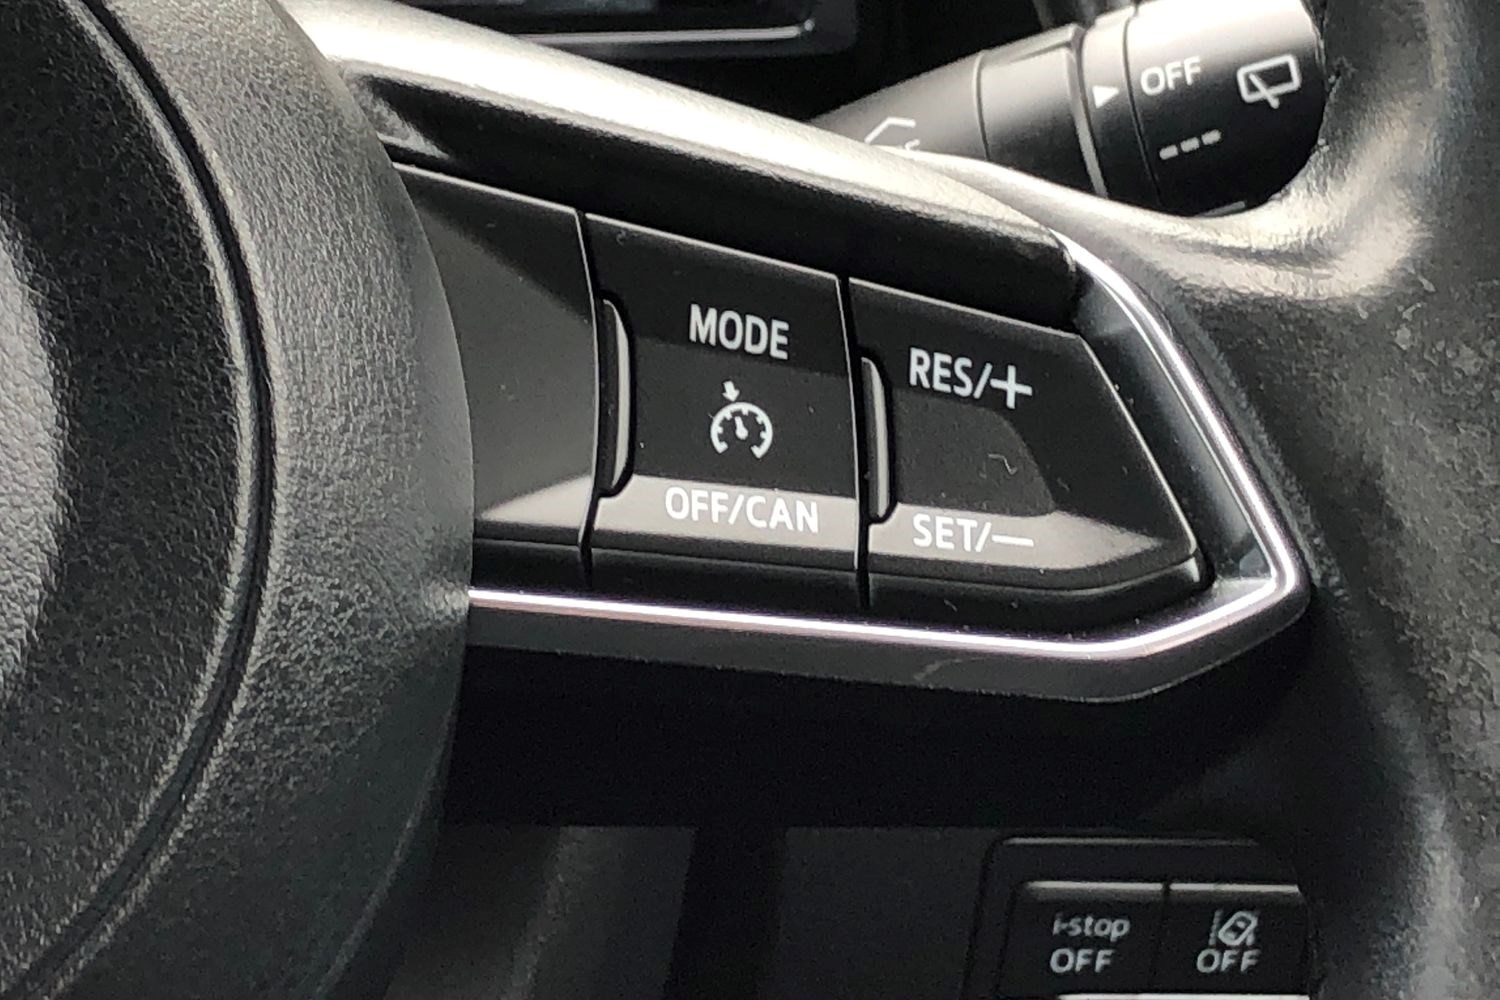 OFF
---
MODE
RES/+
OFF/CAN
SET/—
i-stop
OFF
OFF